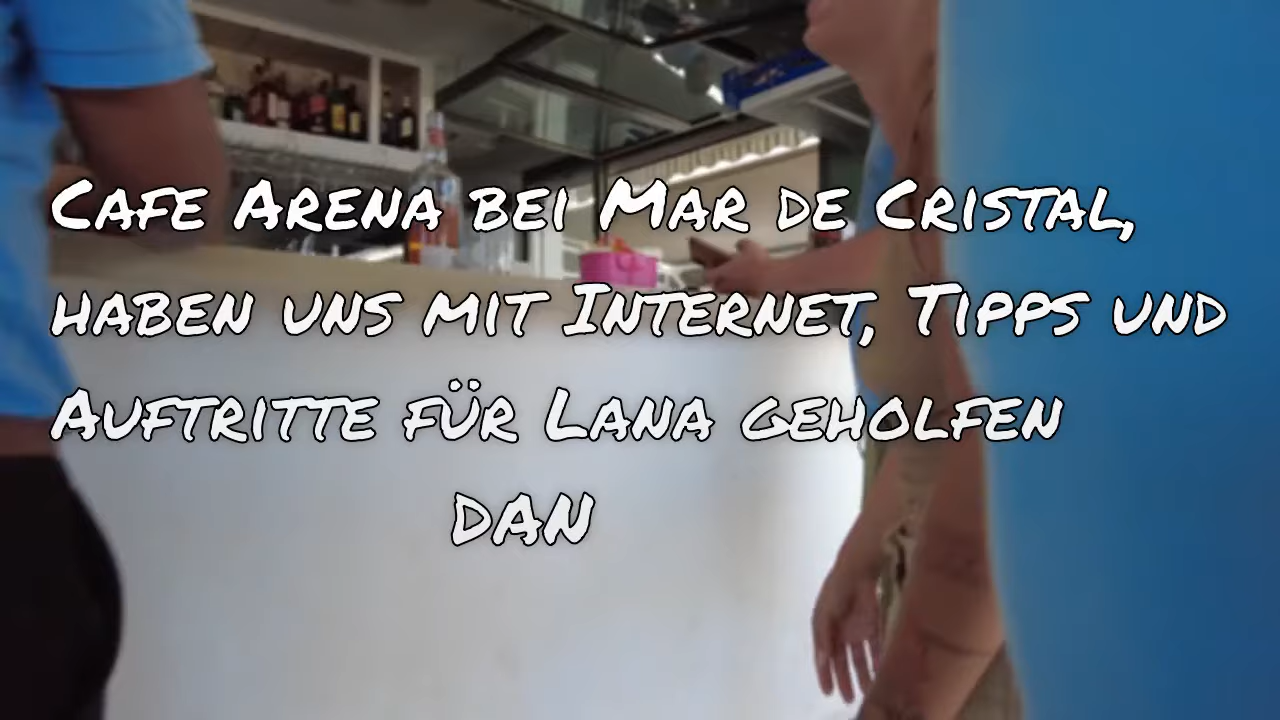 Cafe Arena bei Mar de Cristal,
haben uns mit Internet, Tipps und
Auftritte für Lana geholfen
DAN